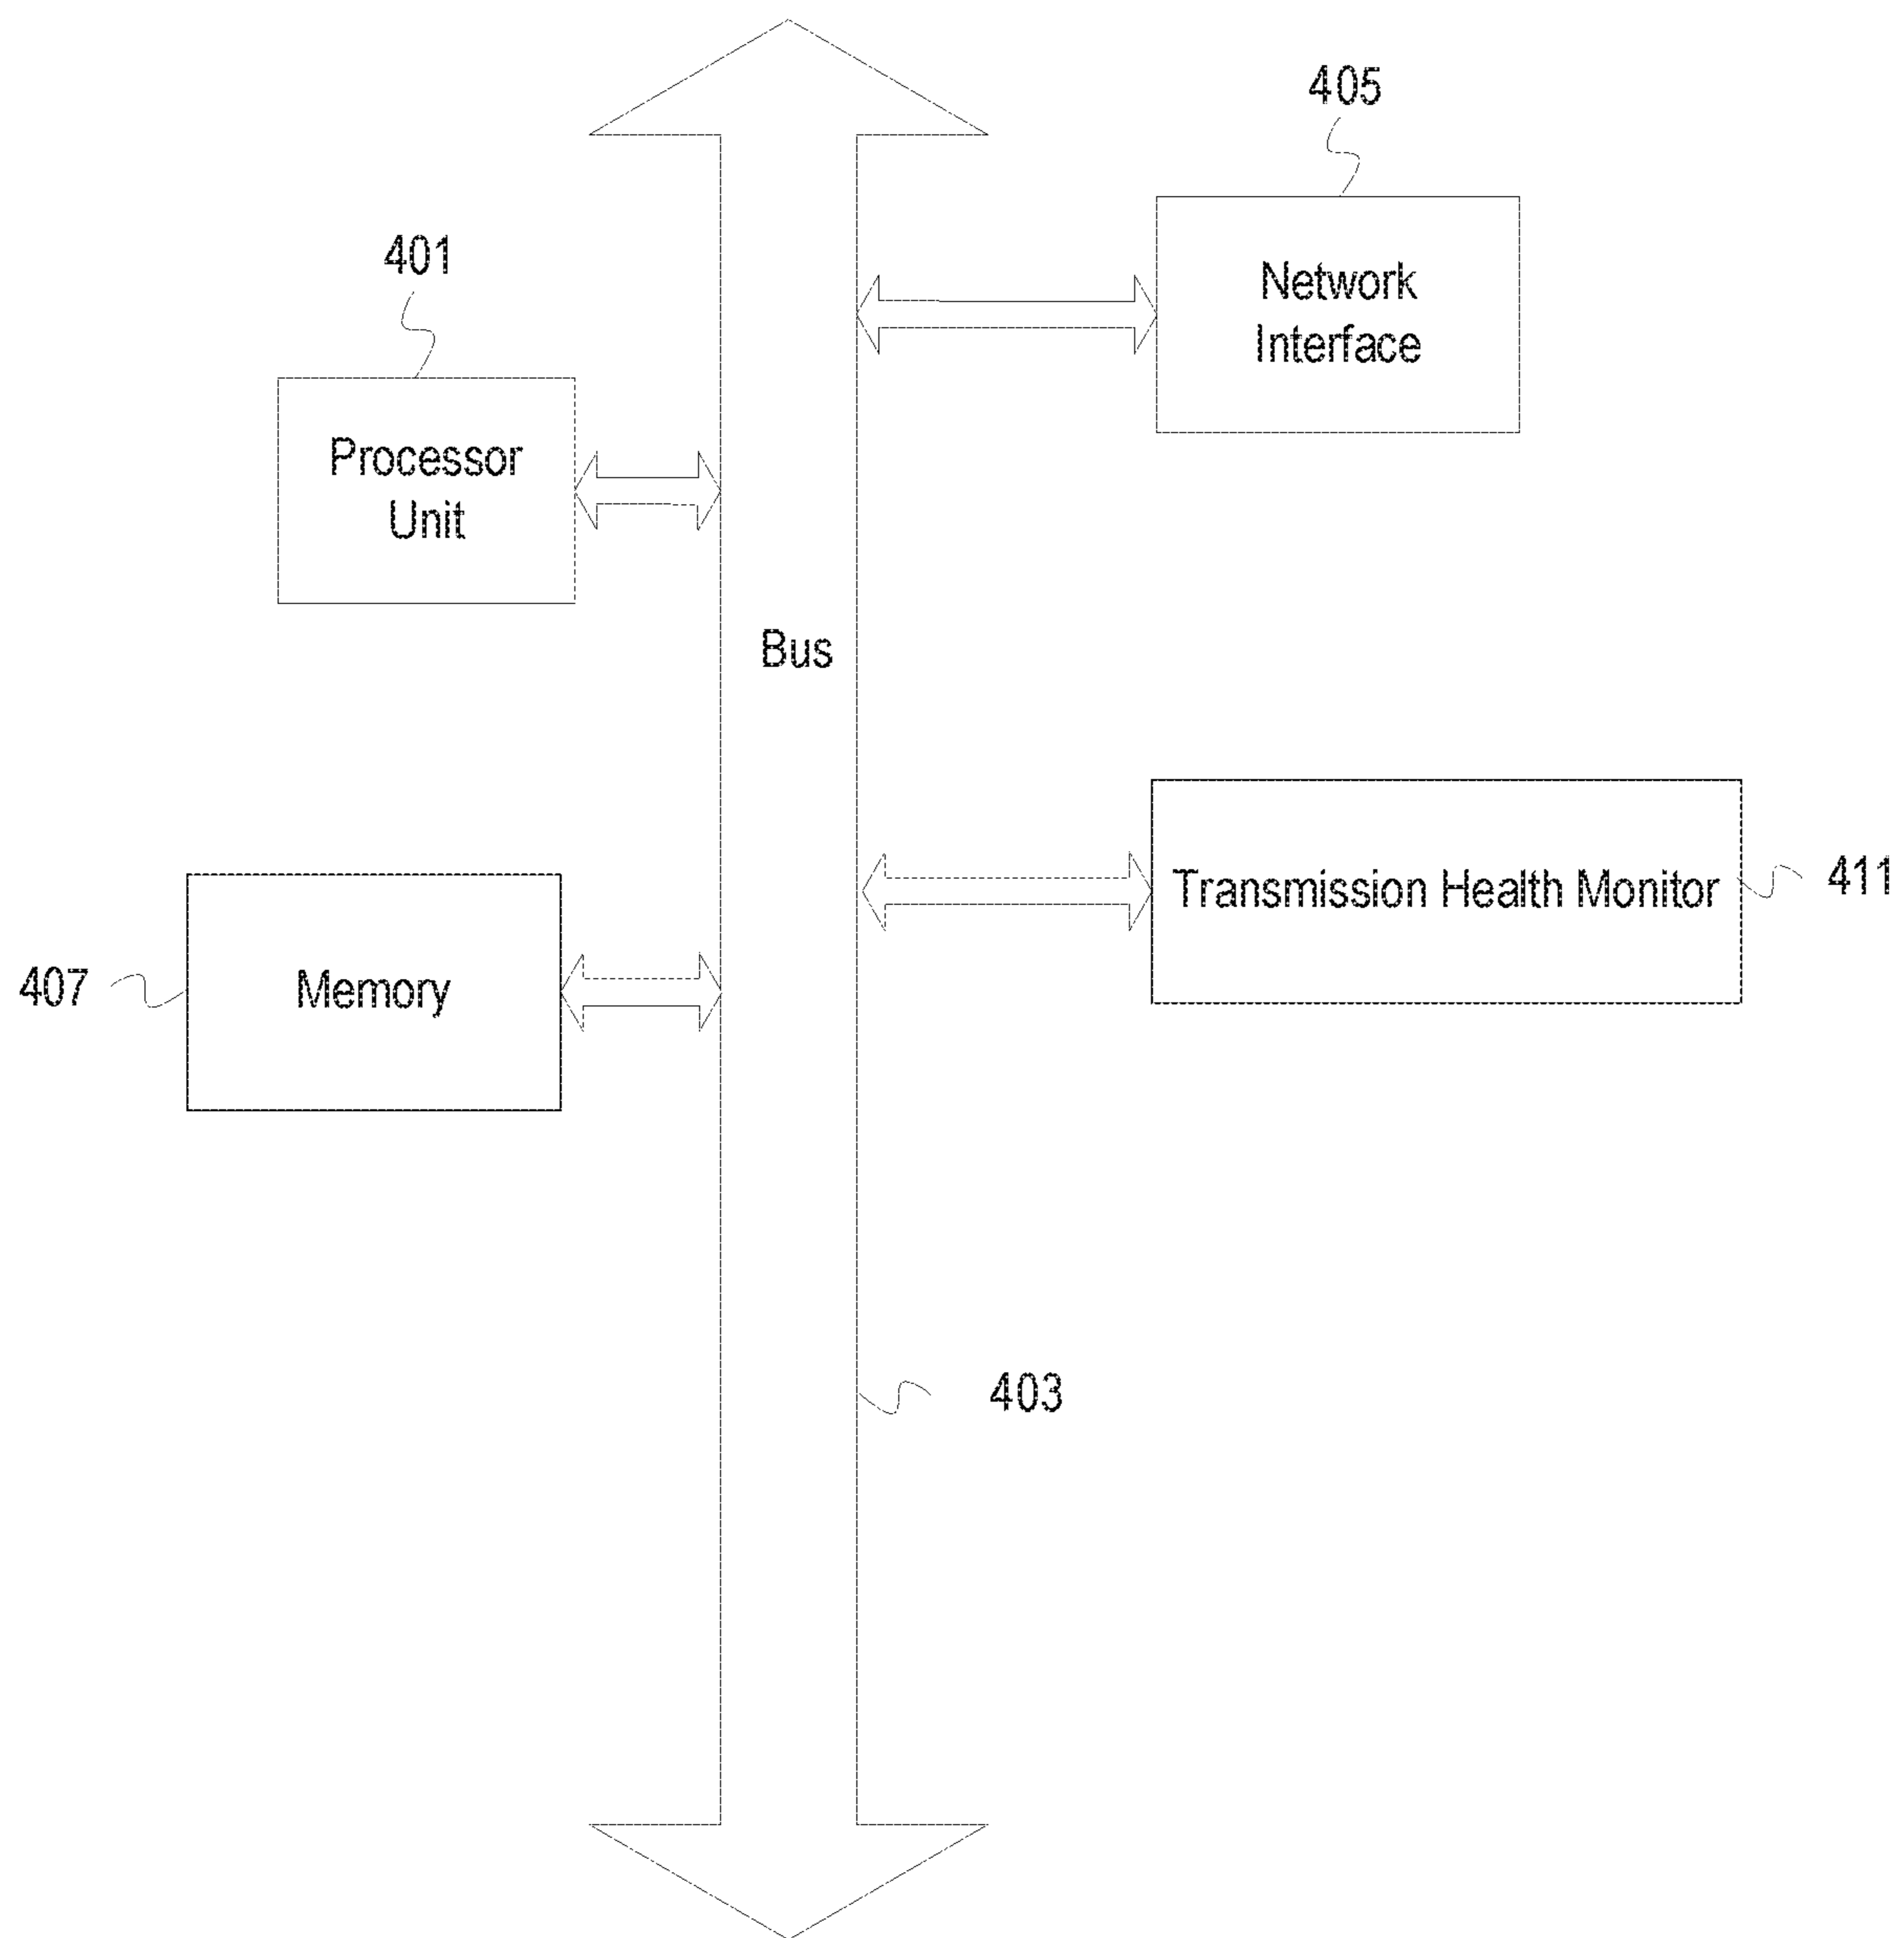 405
401
Network
Interface
Processor
Unit
Bus
Transmission Health Monitor
411
407
Memory
403